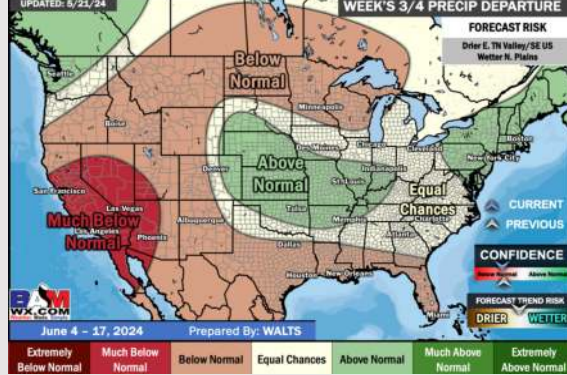 UPDATED: 5/21/24
WEEK'S 3/4 PRECIP DEPARTURE
FORECAST RISK
Drier E. TN Valley/SE US
Wetter N. Plains
Seattle
Below
Normal
Minneapolis
Boise
Boston
Des Moines
Chicago
Cleveland
New York City
Denver
Above
Normal
Indianapolis
St. Louis
San Francisco
Las Vegas
Much Below
Normal
Los Angeles
Phoenix
Albuquerque
Tulsa
Memphis
Equal
Chances
Charlotte
Atlanta
Dallas
CURRENT
PREVIOUS
Houston
New Orleans
Miami
CONFIDENCE
Below Normal
Above Normal
FORECAST TREND RISK
DRIER
WETTER
BAM
WX.COM
June 4 – 17, 2024
Prepared By: WALTS
Extremely Below Normal
Much Below Normal
Below Normal
Equal Chances
Above Normal
Much Above Normal
Extremely Above Normal